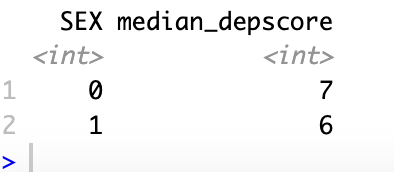 SEX median_depscore
<int> <int>
1 0 7
2 1 6
>